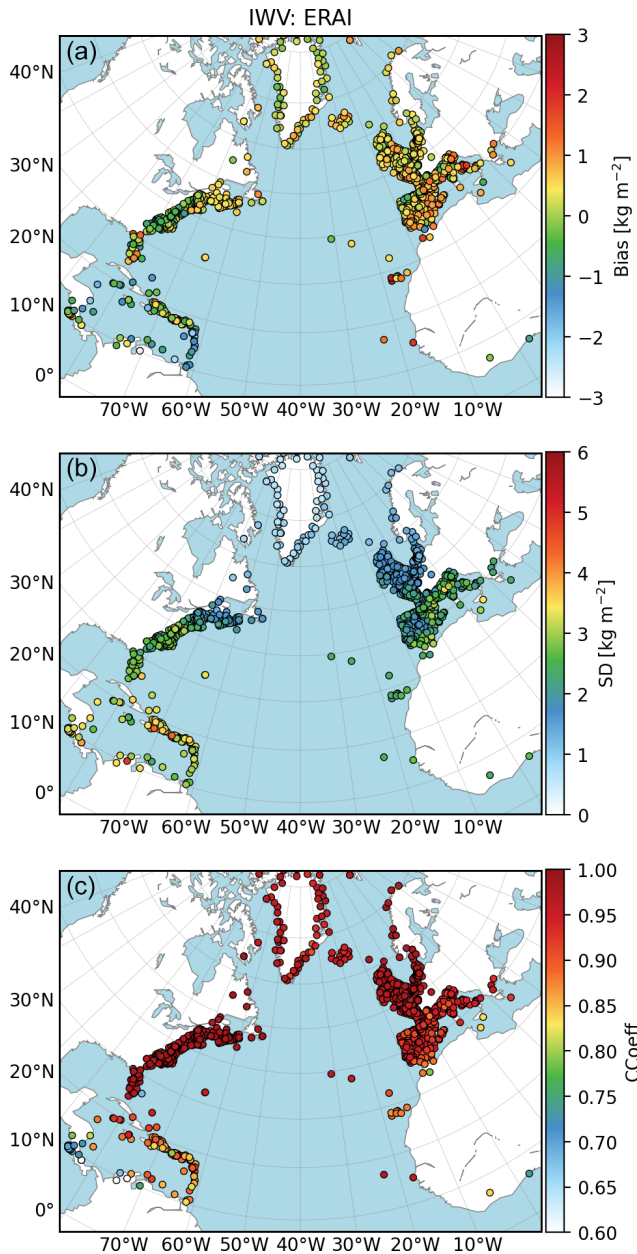 IWV: ERAI
(a)
40°N
30°N
20°N
10°N
0°
70°W 60°W 50°W 40°W 30°W 20°W 10°W
3
2
1
0
−1
−2
−3
Bias [kg m−2]
(b)
40°N
30°N
20°N
10°N
0°
70°W 60°W 50°W 40°W 30°W 20°W 10°W
6
5
4
3
2
1
0
SD [kg m−2]
(c)
40°N
30°N
20°N
10°N
0°
70°W 60°W 50°W 40°W 30°W 20°W 10°W
1.00
0.95
0.90
0.85
0.80
0.75
0.70
0.65
0.60
CCoeff